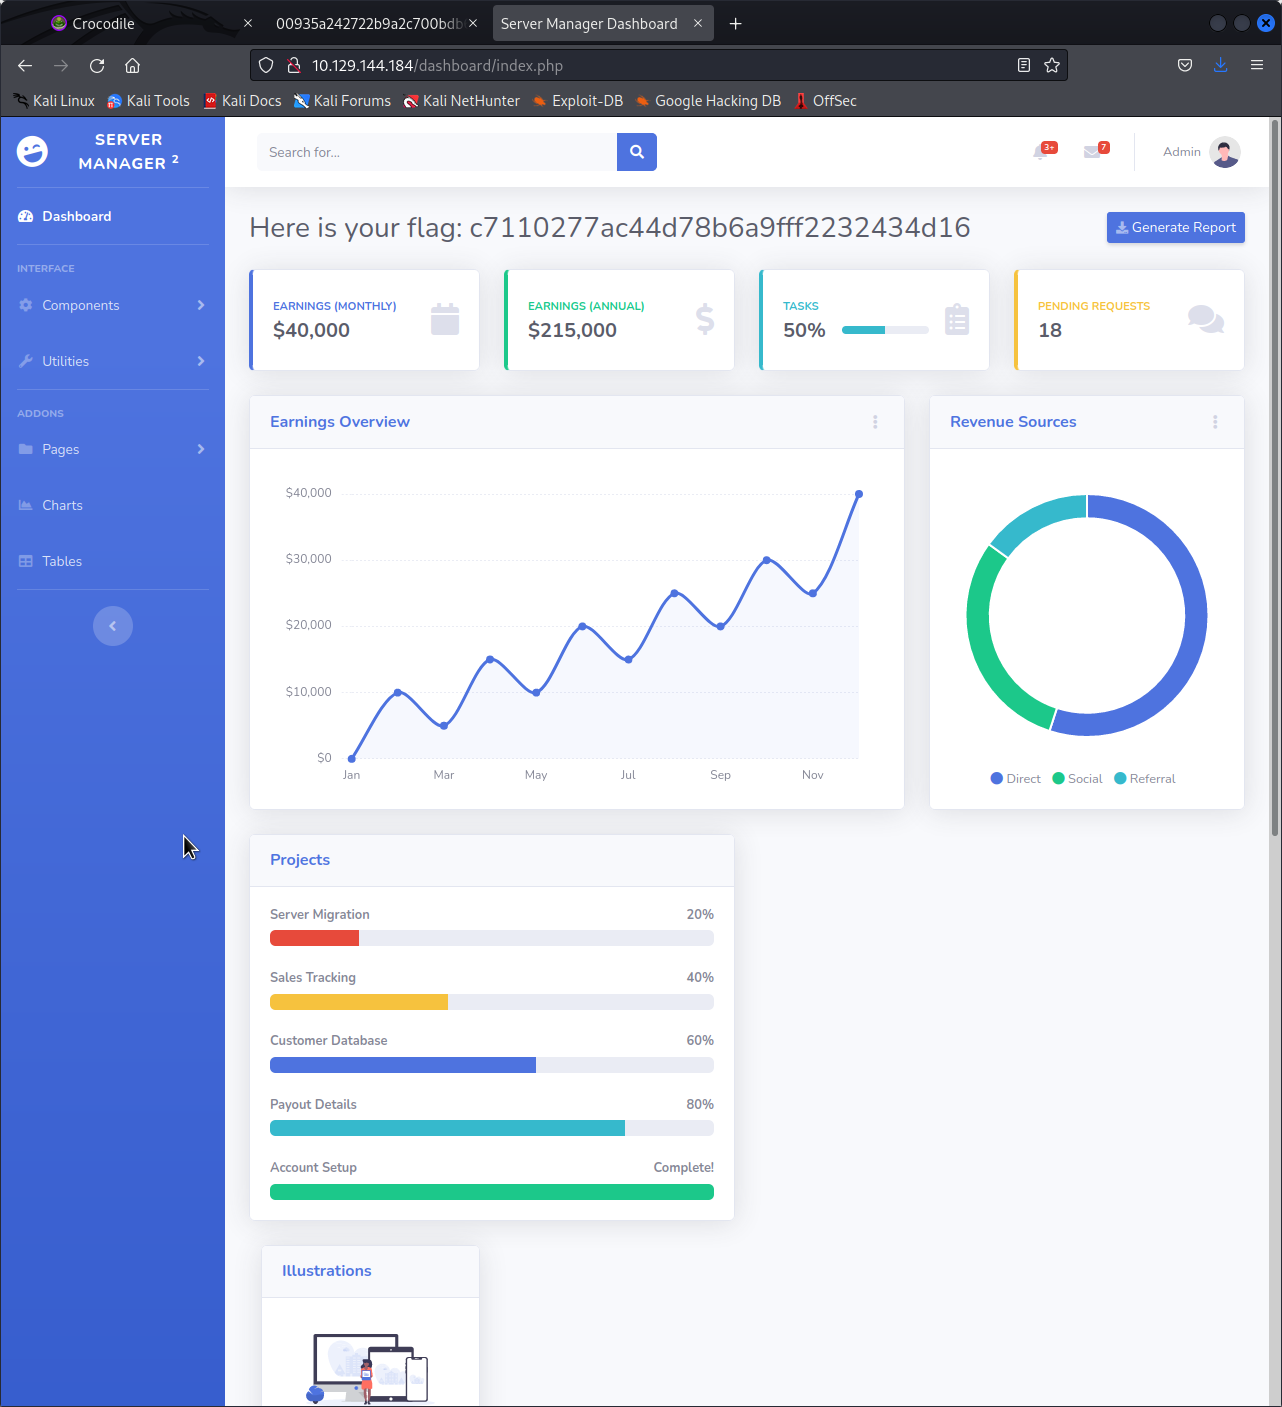 Crocodile
00935a242722b9a2c700bdb
Server Manager Dashboard
10.129.144.184/dashboard/index.php
Kali Linux
Kali Tools
Kali Docs
Kali Forums
Kali NetHunter
Exploit-DB
Google Hacking DB
OffSec
SERVER
MANAGER 2
Dashboard
INTERFACE
Components
Utilities
ADDONS
Pages
Charts
Tables
Search for...
3+
7
Admin
Here is your flag: c7110277ac44d78b6a9fff2232434d16
Generate Report
EARNINGS (MONTHLY)
$40,000
EARNINGS (ANNUAL)
$215,000
TASKS
50%
PENDING REQUESTS
18
Earnings Overview
$40,000
$30,000
$20,000
$10,000
$0
Jan Mar May Jul Sep Nov
Revenue Sources
Direct Social Referral
Projects
Server Migration 20%
Sales Tracking 40%
Customer Database 60%
Payout Details 80%
Account Setup Complete!
Illustrations